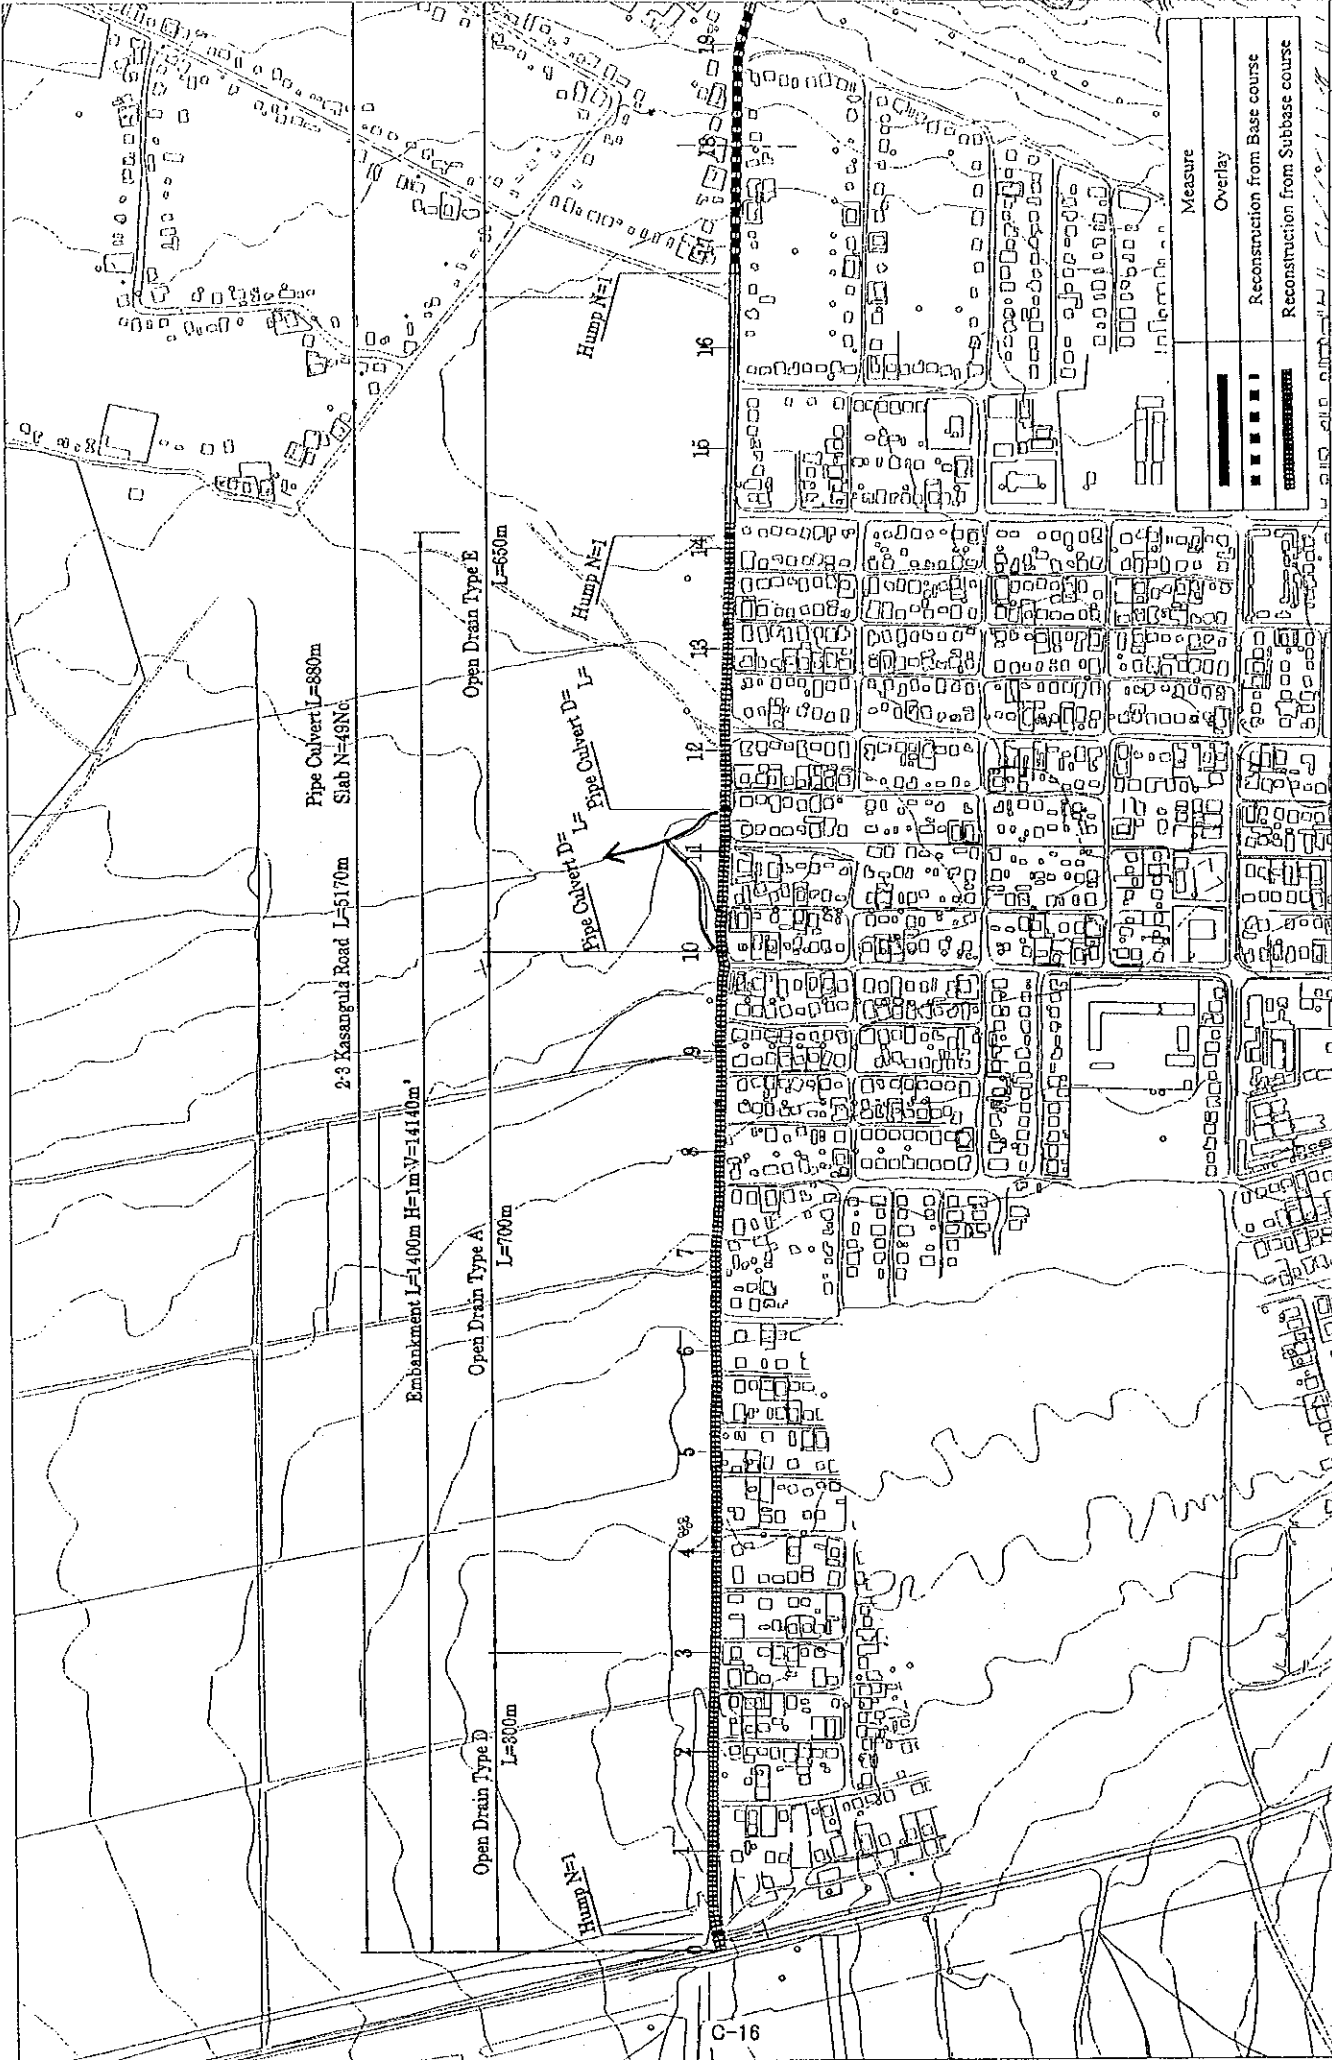 Pipe Culvert L=880m
Slab N=49No
2-3 Kasangula Road L=5170m
Embankment L=1400m H=1m V=14140m³
Open Drain Type D
L=300m
Open Drain Type A
L=700m
Open Drain Type E
L=650m
Hump N=1
Pipe Culvert D=
L=
Pipe Culvert D=
L=
Hump N=1
Hump N=1
0 1 2 3 4 5 6 7 8 9 10 11 12 13 14 15 16 18 19
Measure
Overlay
Reconstruction from Base course
Reconstruction from Subbase course
C-16